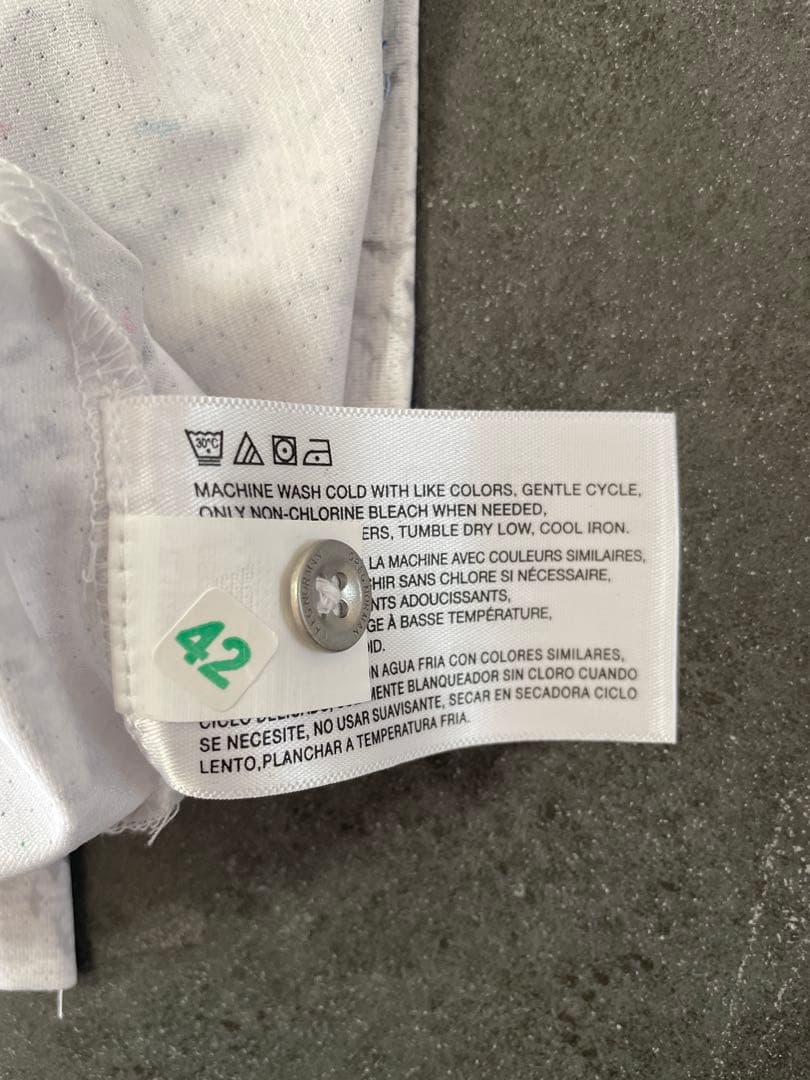 30°C
MACHINE WASH COLD WITH LIKE COLORS, GENTLE CYCLE,
ONLY NON-CHLORINE BLEACH WHEN NEEDED,
ERS, TUMBLE DRY LOW, COOL IRON.
LA MACHINE AVEC COULEURS SIMILAIRES,
HIR SANS CHLORE SI NÉCESSAIRE,
NTS ADOUCISSANTS,
GE À BASSE TEMPÉRATURE,
ID.
N AGUA FRIA CON COLORES SIMILARES,
MENTE BLANQUEADOR SIN CLORO CUANDO
SE NECESITE, NO USAR SUAVISANTE, SECAR EN SECADORA CICLO
LENTO,PLANCHAR A TEMPERATURA FRIA.
42